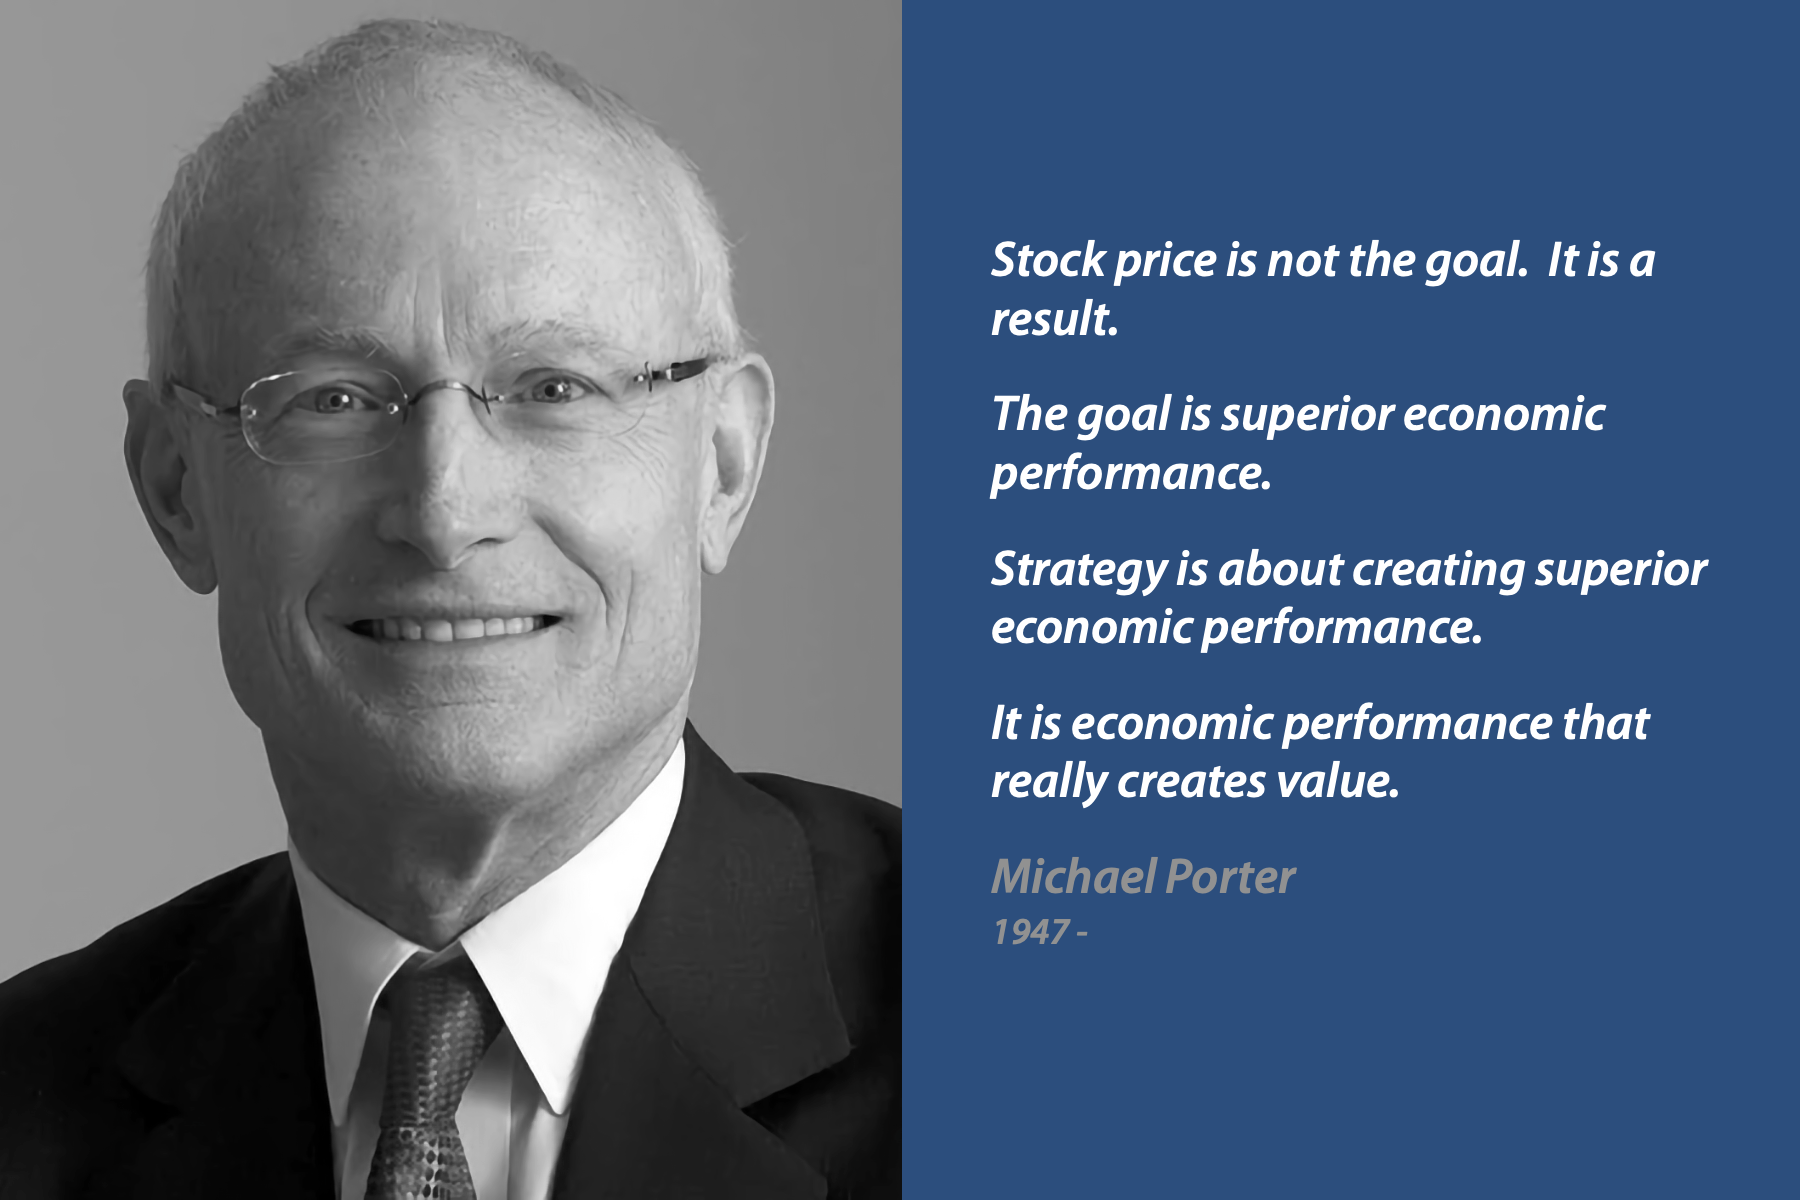 Stock price is not the goal.  It is a
result.
The goal is superior economic
performance.
Strategy is about creating superior
economic performance.
It is economic performance that
really creates value.
Michael Porter
1947 -